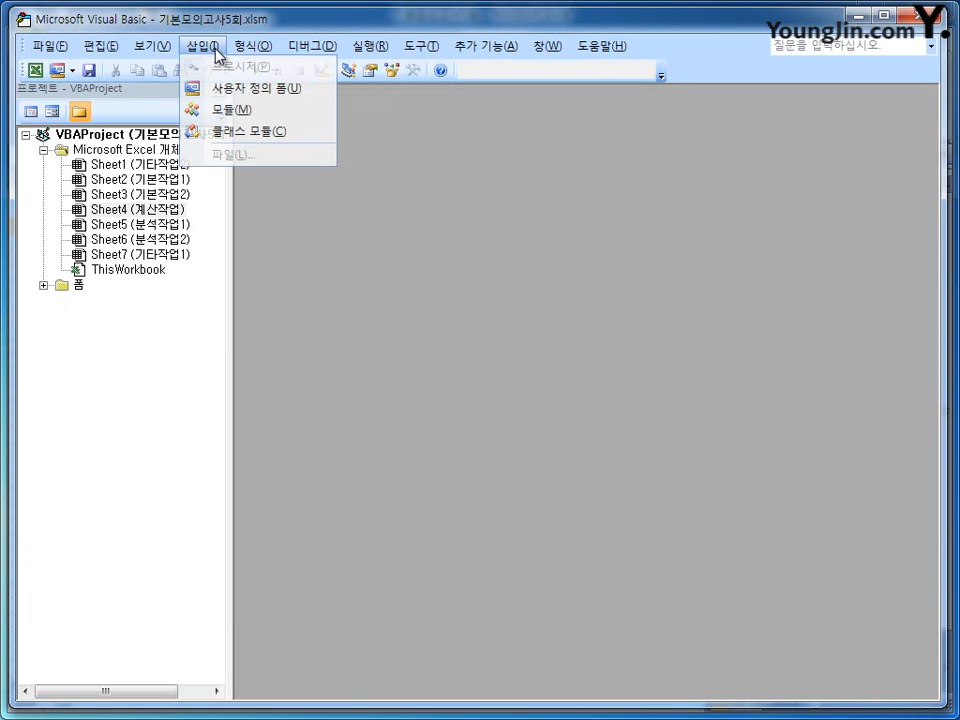 Microsoft Visual Basic - 기본모의고사5회.xlsm
YoungJin.com Y.
파일(F) 편집(E) 보기(V) 삽입(I) 형식(O) 디버그(D) 실행(R) 도구(T) 추가 기능(A) 창(W) 도움말(H) 질문을 입력하십시오.
프로젝트 - VBAProject
프로시저(P)...
사용자 정의 폼(U)
모듈(M)
클래스 모듈(C)
파일(L)...
VBAProject (기본모의
Microsoft Excel 개체
Sheet1 (기타작업
Sheet2 (기본작업1)
Sheet3 (기본작업2)
Sheet4 (계산작업)
Sheet5 (분석작업1)
Sheet6 (분석작업2)
Sheet7 (기타작업1)
ThisWorkbook
폼